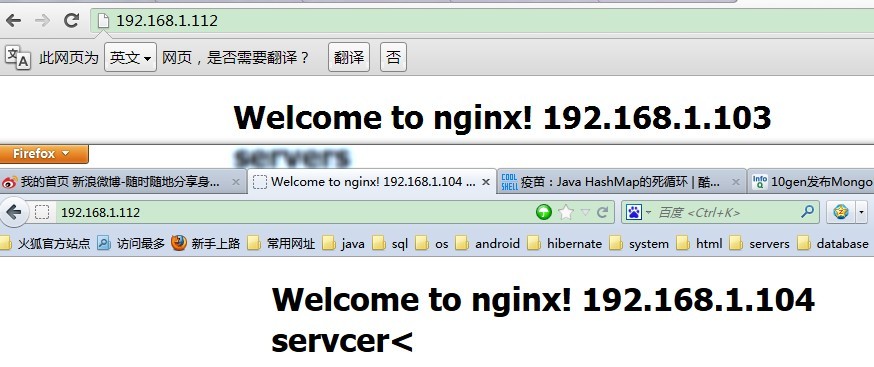 192.168.1.112
此网页为 英文 网页，是否需要翻译？ 翻译 否
Welcome to nginx! 192.168.1.103
servers
Firefox
我的首页 新浪微博-随时随地分享身... Welcome to nginx! 192.168.1.104 ... COOL SHELL 疫苗：Java HashMap的死循环 | 酷... InfoQ 10gen发布Mongo
192.168.1.112 百度 <Ctrl+K>
火狐官方站点 访问最多 新手上路 常用网址 java sql os android hibernate system html servers database
Welcome to nginx! 192.168.1.104
servcer<